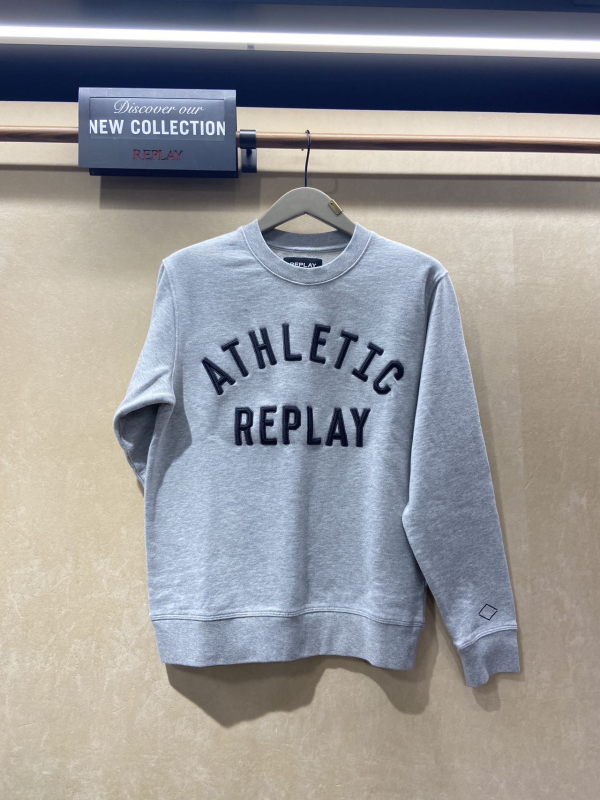 Discover our
NEW COLLECTION
REPLAY
REPLAY
ATHLETIC
REPLAY